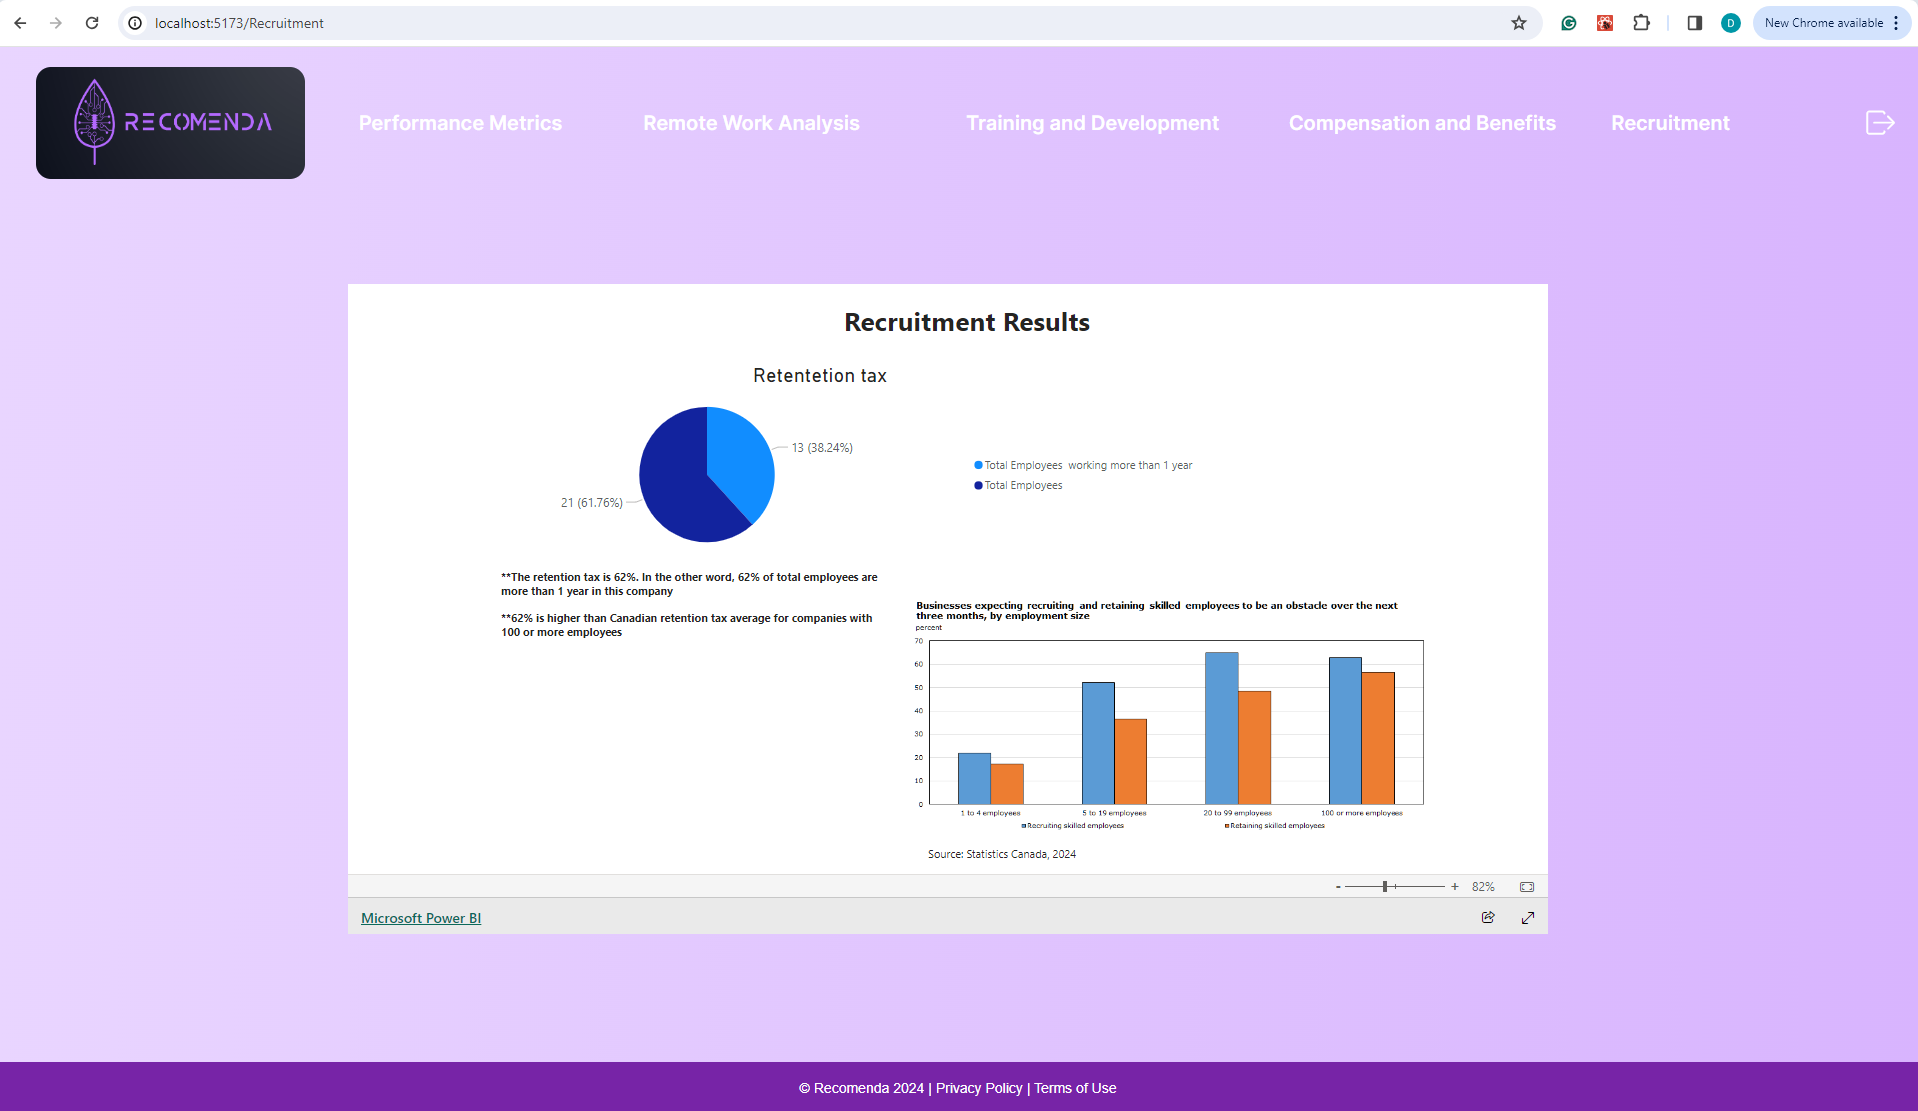 localhost:5173/Recruitment
D
New Chrome available
RECOMENDA
Performance Metrics
Remote Work Analysis
Training and Development
Compensation and Benefits
Recruitment
Recruitment Results
Retentetion tax
13 (38.24%)
21 (61.76%)
Total Employees  working more than 1 year
Total Employees
**The retention tax is 62%. In the other word, 62% of total employees are
more than 1 year in this company
**62% is higher than Canadian retention tax average for companies with
100 or more employees
Businesses expecting recruiting and retaining skilled employees to be an obstacle over the next
three months, by employment size
percent
70
60
50
40
30
20
10
0
1 to 4 employees
5 to 19 employees
20 to 99 employees
100 or more employees
Recruiting skilled employees
Retaining skilled employees
Source: Statistics Canada, 2024
- + 82%
Microsoft Power BI
© Recomenda 2024 | Privacy Policy | Terms of Use